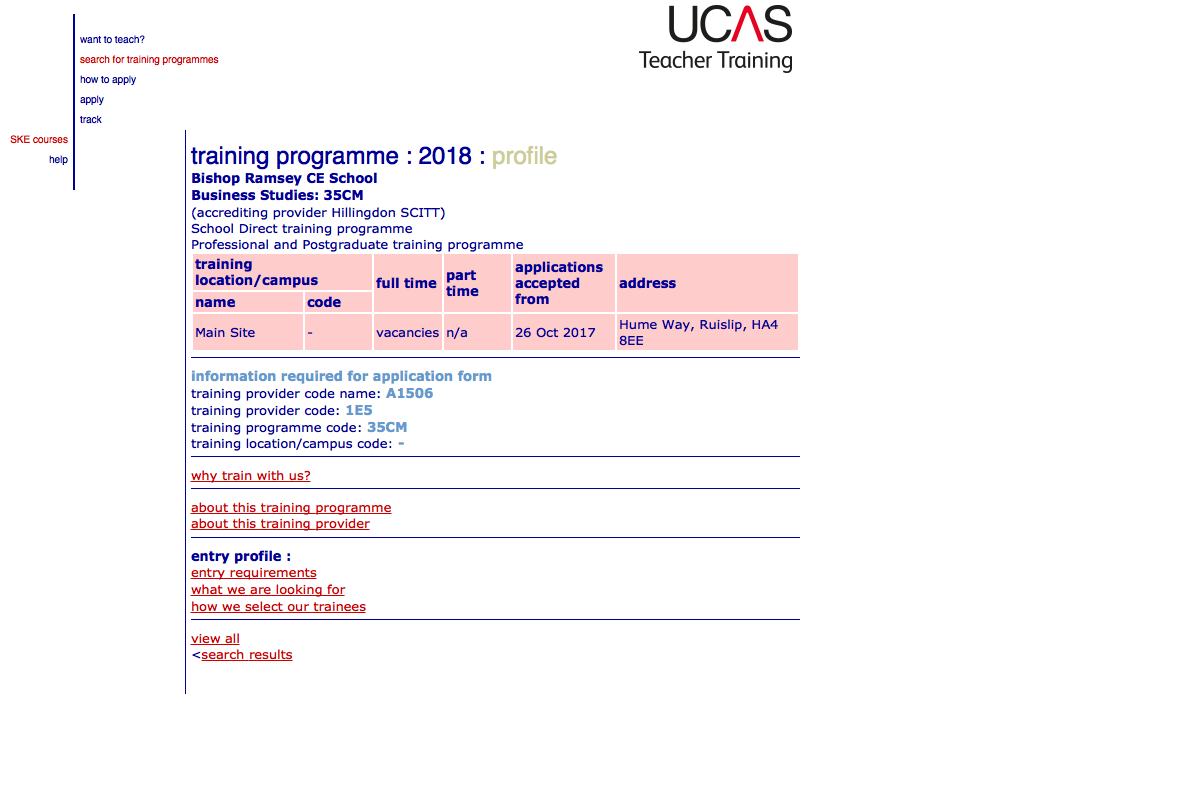 UCAS
Teacher Training
want to teach?
search for training programmes
how to apply
apply
track
SKE courses
help
training programme : 2018 : profile
Bishop Ramsey CE School
Business Studies: 35CM
(accrediting provider Hillingdon SCITT)
School Direct training programme
Professional and Postgraduate training programme
training
location/campus
full time
part
time
applications
accepted
from
address
name
code
Main Site
-
vacancies
n/a
26 Oct 2017
Hume Way, Ruislip, HA4
8EE
information required for application form
training provider code name: A1506
training provider code: 1E5
training programme code: 35CM
training location/campus code: -
why train with us?
about this training programme
about this training provider
entry profile :
entry requirements
what we are looking for
how we select our trainees
view all
<search results